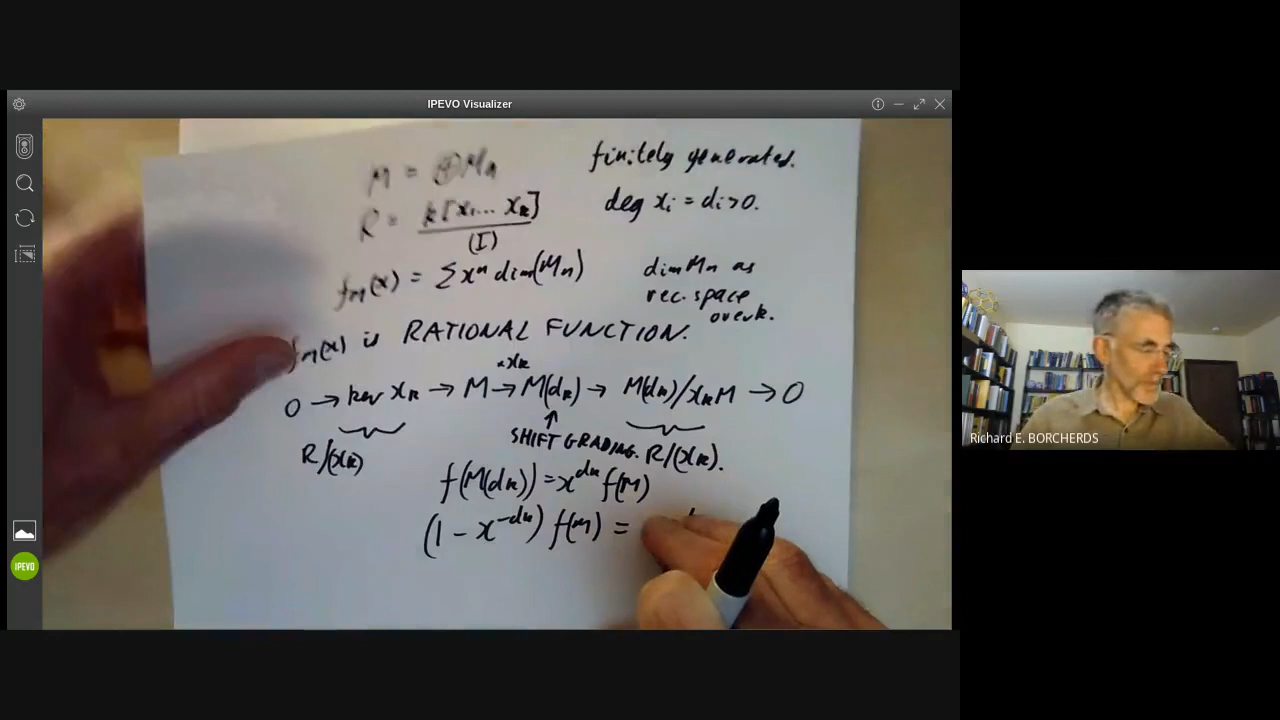 IPEVO Visualizer
M = ⊕Mn
finitely generated.
R = k[x1... xk] / (I)
deg xi = di > 0.
fM(x) = Σ x^n dim(Mn)
dim Mn as
vec. space
over k.
fM(x) is RATIONAL FUNCTION.
·xk
0 → ker xk → M → M(dk) → M(dk)/xkM → 0
↑
SHIFT GRADING.
R/(xk)
R/(xk).
f(M(dk)) = x^dk f(M)
(1 - x^-dk) f(M) =
IPEVO
Richard E. BORCHERDS